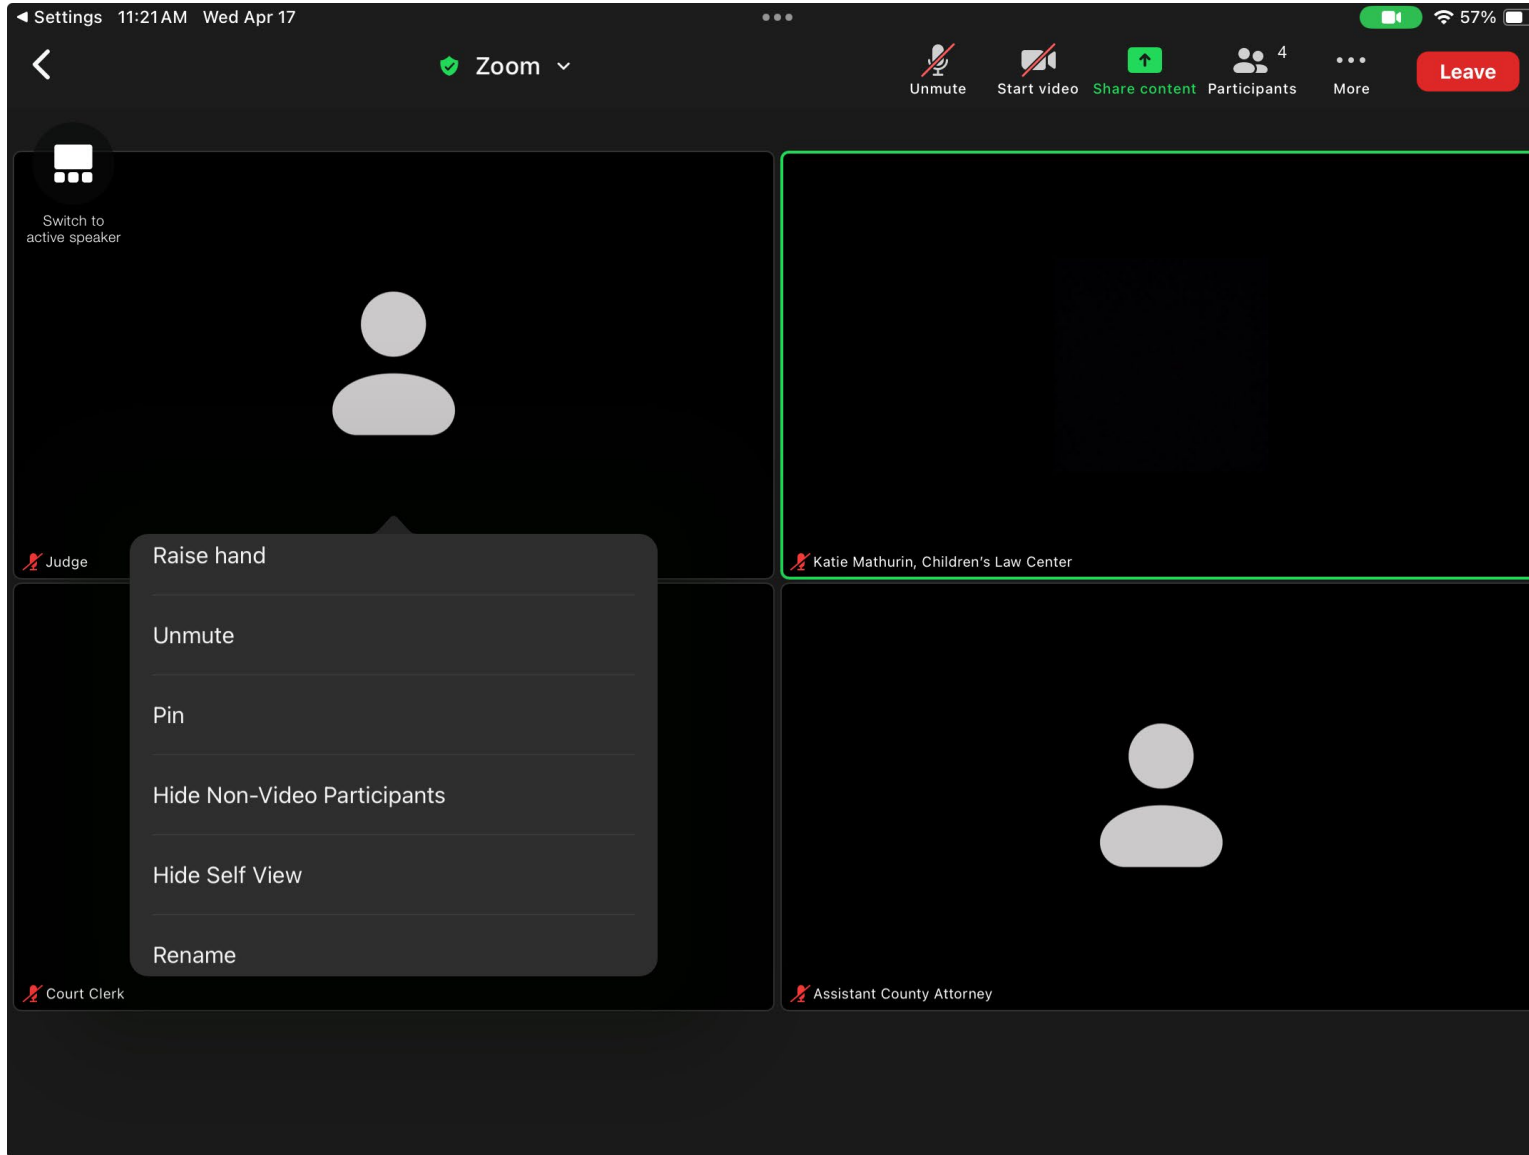 ◀ Settings 11:21 AM Wed Apr 17
57%
Zoom
Unmute
Start video
Share content
Participants 4
More
Leave
Switch to
active speaker
Judge
Katie Mathurin, Children's Law Center
Raise hand
Unmute
Pin
Hide Non-Video Participants
Hide Self View
Rename
Court Clerk
Assistant County Attorney